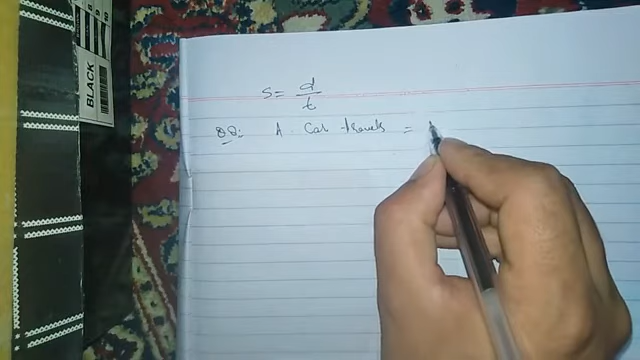 BLACK
S = d/t
A. Car travels =